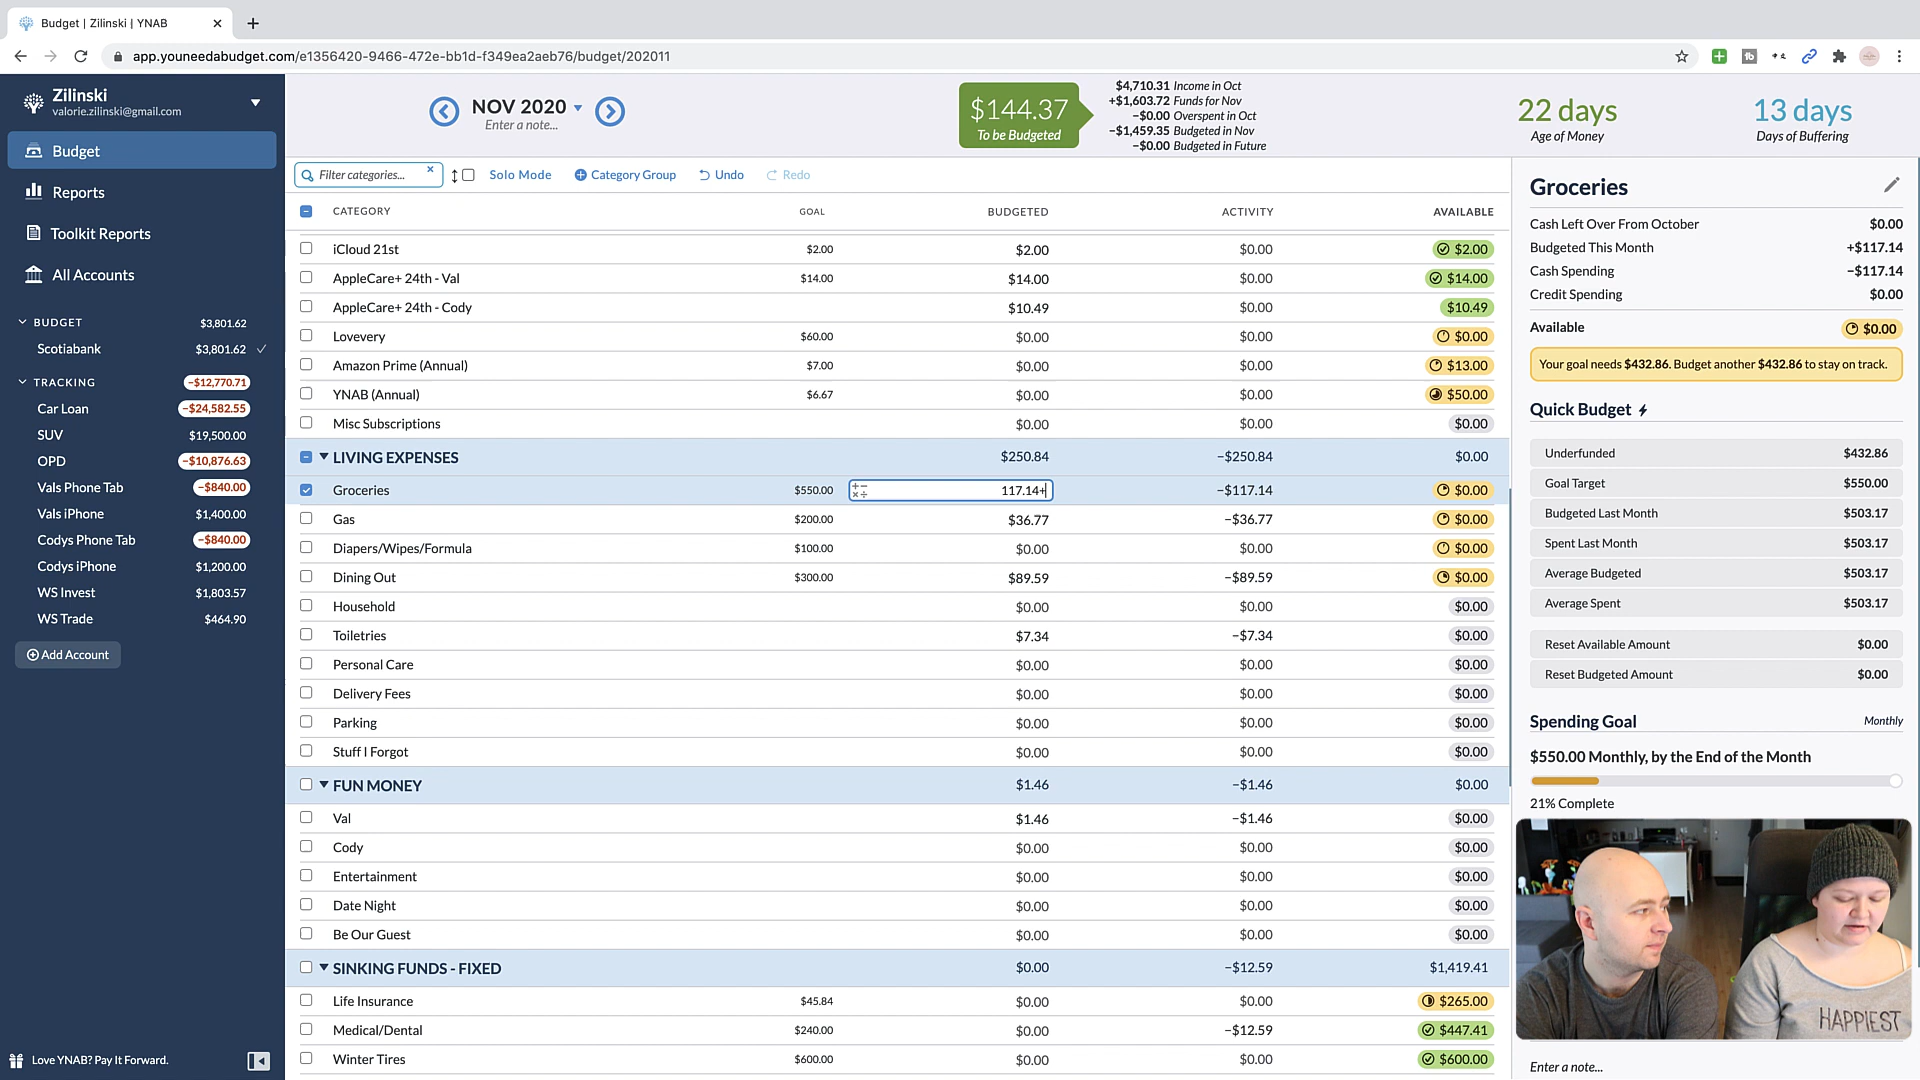 Budget | Zilinski | YNAB
app.youneedabudget.com/e1356420-9466-472e-bb1d-f349ea2aeb76/budget/202011
Zilinski
valorie.zilinski@gmail.com
Budget
Reports
Toolkit Reports
All Accounts
BUDGET $3,801.62
Scotiabank $3,801.62
TRACKING −$12,770.71
Car Loan −$24,582.55
SUV $19,500.00
OPD −$10,876.63
Vals Phone Tab −$840.00
Vals iPhone $1,400.00
Codys Phone Tab −$840.00
Codys iPhone $1,200.00
WS Invest $1,803.57
WS Trade $464.90
Add Account
Love YNAB? Pay It Forward.
NOV 2020
Enter a note...
$144.37
To be Budgeted
$4,710.31 Income in Oct
+$1,603.72 Funds for Nov
−$0.00 Overspent in Oct
−$1,459.35 Budgeted in Nov
−$0.00 Budgeted in Future
22 days
Age of Money
13 days
Days of Buffering
Filter categories...
Solo Mode
Category Group
Undo
Redo
CATEGORY GOAL BUDGETED ACTIVITY AVAILABLE
iCloud 21st $2.00 $2.00 $0.00 $2.00
AppleCare+ 24th - Val $14.00 $14.00 $0.00 $14.00
AppleCare+ 24th - Cody $10.49 $0.00 $10.49
Lovevery $60.00 $0.00 $0.00 $0.00
Amazon Prime (Annual) $7.00 $0.00 $0.00 $13.00
YNAB (Annual) $6.67 $0.00 $0.00 $50.00
Misc Subscriptions $0.00 $0.00 $0.00
LIVING EXPENSES $250.84 −$250.84 $0.00
Groceries $550.00 117.14+ −$117.14 $0.00
Gas $200.00 $36.77 −$36.77 $0.00
Diapers/Wipes/Formula $100.00 $0.00 $0.00 $0.00
Dining Out $300.00 $89.59 −$89.59 $0.00
Household $0.00 $0.00 $0.00
Toiletries $7.34 −$7.34 $0.00
Personal Care $0.00 $0.00 $0.00
Delivery Fees $0.00 $0.00 $0.00
Parking $0.00 $0.00 $0.00
Stuff I Forgot $0.00 $0.00 $0.00
FUN MONEY $1.46 −$1.46 $0.00
Val $1.46 −$1.46 $0.00
Cody $0.00 $0.00 $0.00
Entertainment $0.00 $0.00 $0.00
Date Night $0.00 $0.00 $0.00
Be Our Guest $0.00 $0.00 $0.00
SINKING FUNDS - FIXED $0.00 −$12.59 $1,419.41
Life Insurance $45.84 $0.00 $0.00 $265.00
Medical/Dental $240.00 $0.00 −$12.59 $447.41
Winter Tires $600.00 $0.00 $0.00 $600.00
Groceries
Cash Left Over From October $0.00
Budgeted This Month +$117.14
Cash Spending −$117.14
Credit Spending $0.00
Available $0.00
Your goal needs $432.86. Budget another $432.86 to stay on track.
Quick Budget
Underfunded $432.86
Goal Target $550.00
Budgeted Last Month $503.17
Spent Last Month $503.17
Average Budgeted $503.17
Average Spent $503.17
Reset Available Amount $0.00
Reset Budgeted Amount $0.00
Spending Goal Monthly
$550.00 Monthly, by the End of the Month
21% Complete
HAPPIEST
Enter a note...